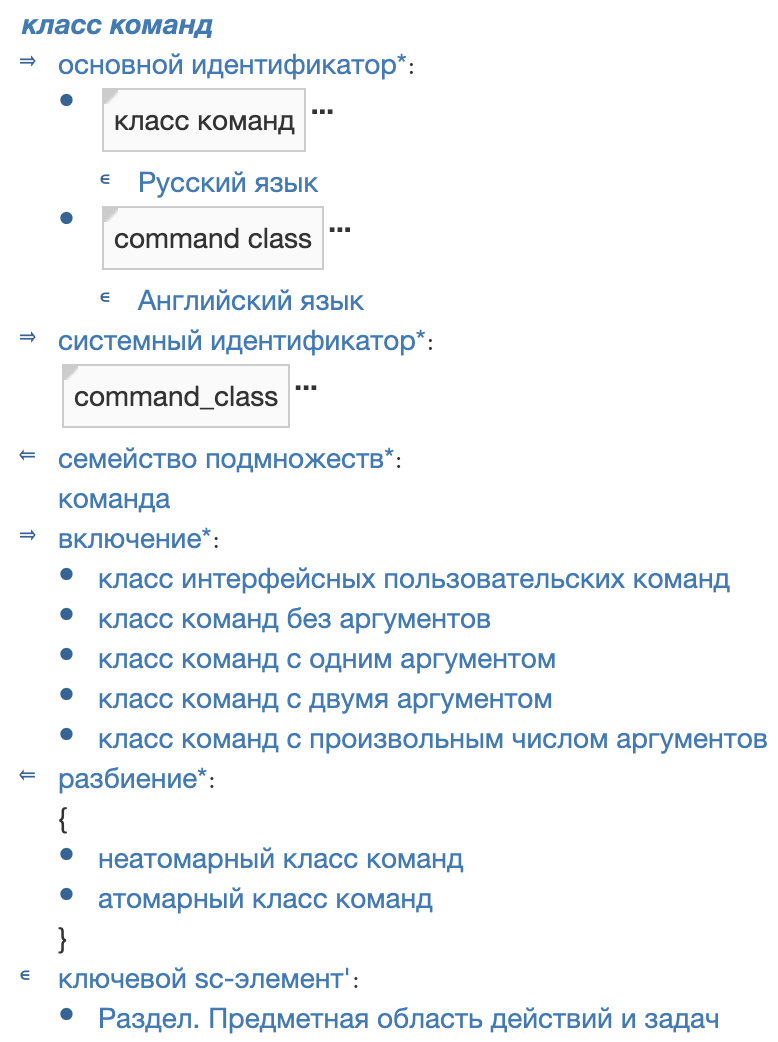 класс команд
⇒ основной идентификатор*:
• класс команд ...
∊ Русский язык
• command class ...
∊ Английский язык
⇒ системный идентификатор*:
command_class ...
⇐ семейство подмножеств*:
команда
⇒ включение*:
• класс интерфейсных пользовательских команд
• класс команд без аргументов
• класс команд с одним аргументом
• класс команд с двумя аргументом
• класс команд с произвольным числом аргументов
⇐ разбиение*:
{
• неатомарный класс команд
• атомарный класс команд
}
∊ ключевой sc-элемент':
• Раздел. Предметная область действий и задач